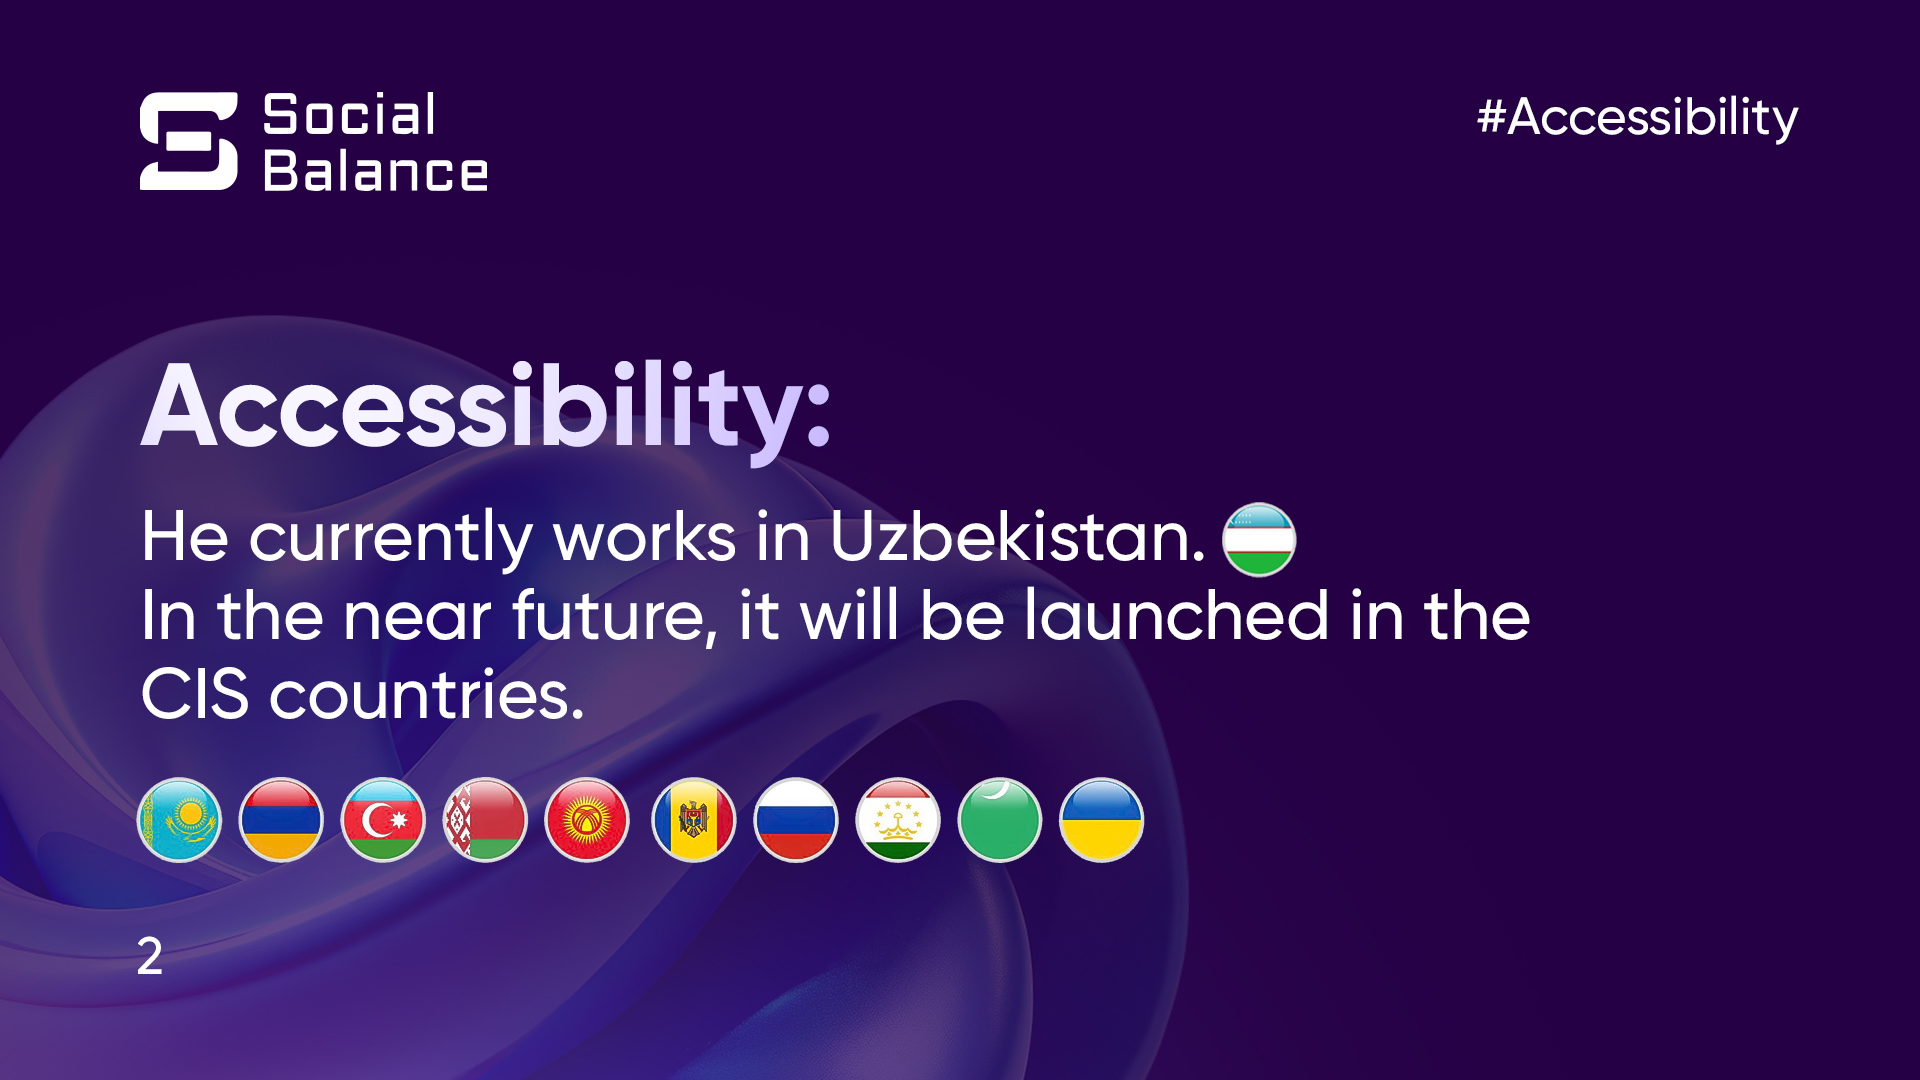 Social
Balance
#Accessibility
Accessibility:
He currently works in Uzbekistan.
In the near future, it will be launched in the
CIS countries.
2